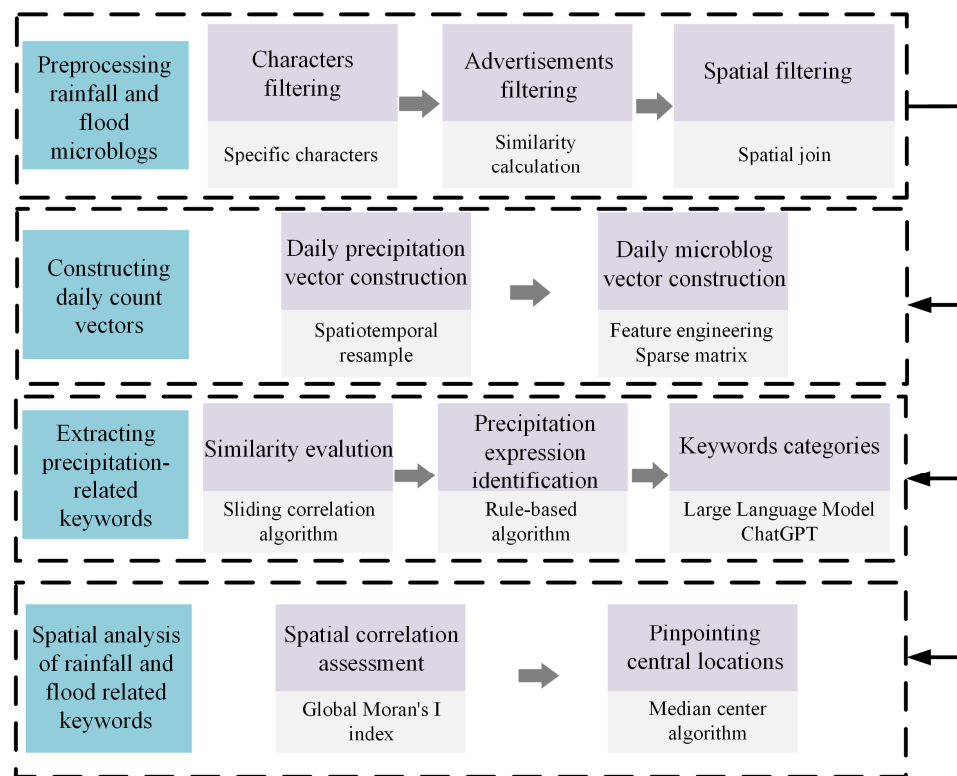 Preprocessing
rainfall and
flood
microblogs
Characters
filtering
Specific characters
Advertisements
filtering
Similarity
calculation
Spatial filtering
Spatial join
Constructing
daily count
vectors
Daily precipitation
vector construction
Spatiotemporal
resample
Daily microblog
vector construction
Feature engineering
Sparse matrix
Extracting
precipitation-
related
keywords
Similarity evalution
Sliding correlation
algorithm
Precipitation
expression
identification
Rule-based
algorithm
Keywords categories
Large Language Model
ChatGPT
Spatial analysis
of rainfall and
flood related
keywords
Spatial correlation
assessment
Global Moran's I
index
Pinpointing
central locations
Median center
algorithm